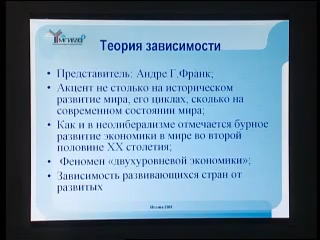 Теория зависимости
• Представитель: Андре Г.Франк;
• Акцент не столько на историческом
развитие мира, его циклах, сколько на
современном состоянии мира;
• Как и в неолиберализме отмечается бурное
развитие экономики в мире во второй
половине XX столетия;
• Феномен «двухуровневой экономики»;
• Зависимость развивающихся стран от
развитых